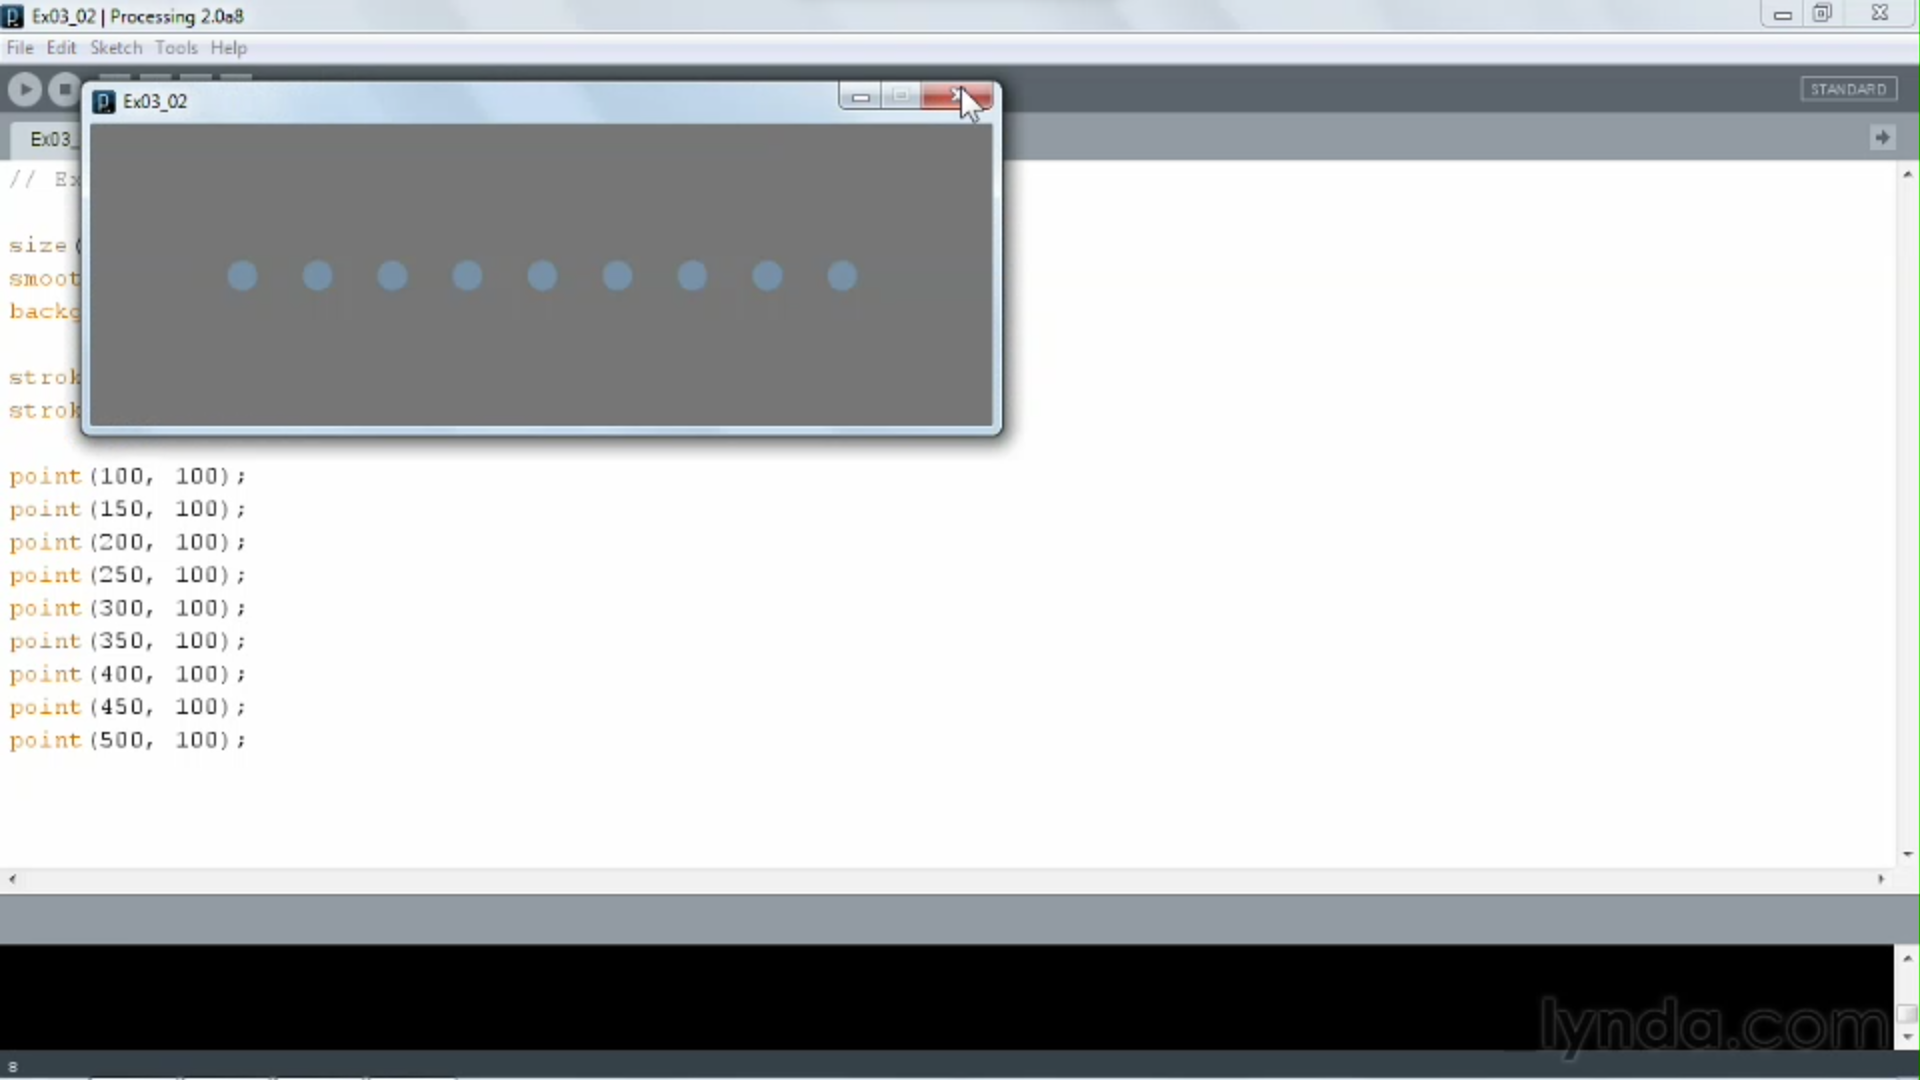 Ex03_02 | Processing 2.0a8
File Edit Sketch Tools Help
STANDARD
Ex03_02
Ex03_
// Ex
size(
smoot
backg
strok
strok
point(100, 100);
point(150, 100);
point(200, 100);
point(250, 100);
point(300, 100);
point(350, 100);
point(400, 100);
point(450, 100);
point(500, 100);
lynda.com
8